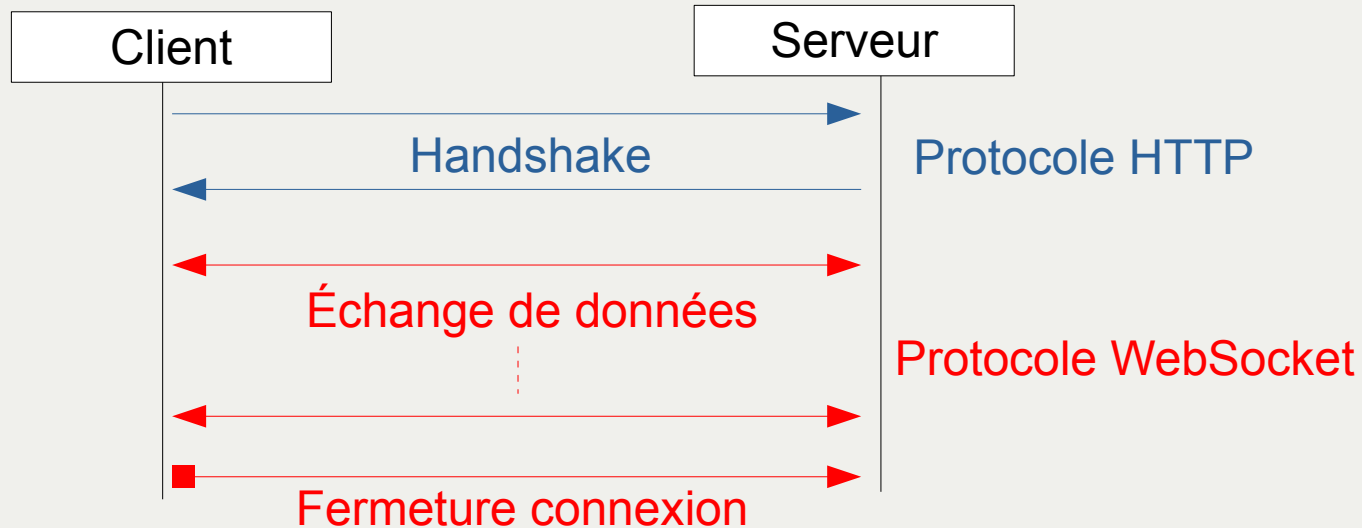 Client
Serveur
Handshake
Protocole HTTP
Échange de données
Protocole WebSocket
Fermeture connexion